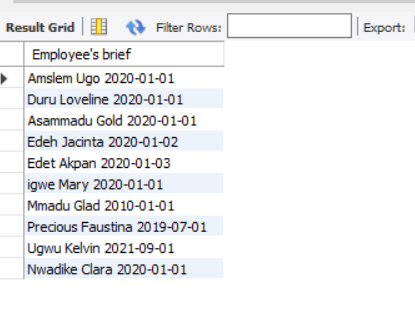 Result Grid Filter Rows: Export:
Employee's brief
Amslem Ugo 2020-01-01
Duru Loveline 2020-01-01
Asammadu Gold 2020-01-01
Edeh Jacinta 2020-01-02
Edet Akpan 2020-01-03
igwe Mary 2020-01-01
Mmadu Glad 2010-01-01
Precious Faustina 2019-07-01
Ugwu Kelvin 2021-09-01
Nwadike Clara 2020-01-01